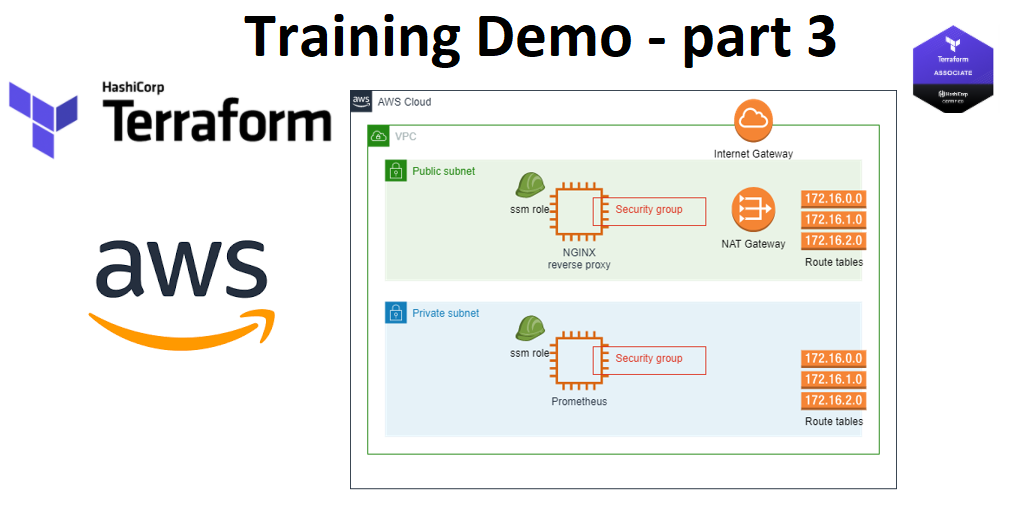 Training Demo - part 3
HashiCorp
Terraform
Terraform
ASSOCIATE
HashiCorp
CERTIFIED
aws
aws
AWS Cloud
Internet Gateway
VPC
Public subnet
ssm role
Security group
NGINX
reverse proxy
NAT Gateway
172.16.0.0
172.16.1.0
172.16.2.0
Route tables
Private subnet
ssm role
Security group
Prometheus
172.16.0.0
172.16.1.0
172.16.2.0
Route tables